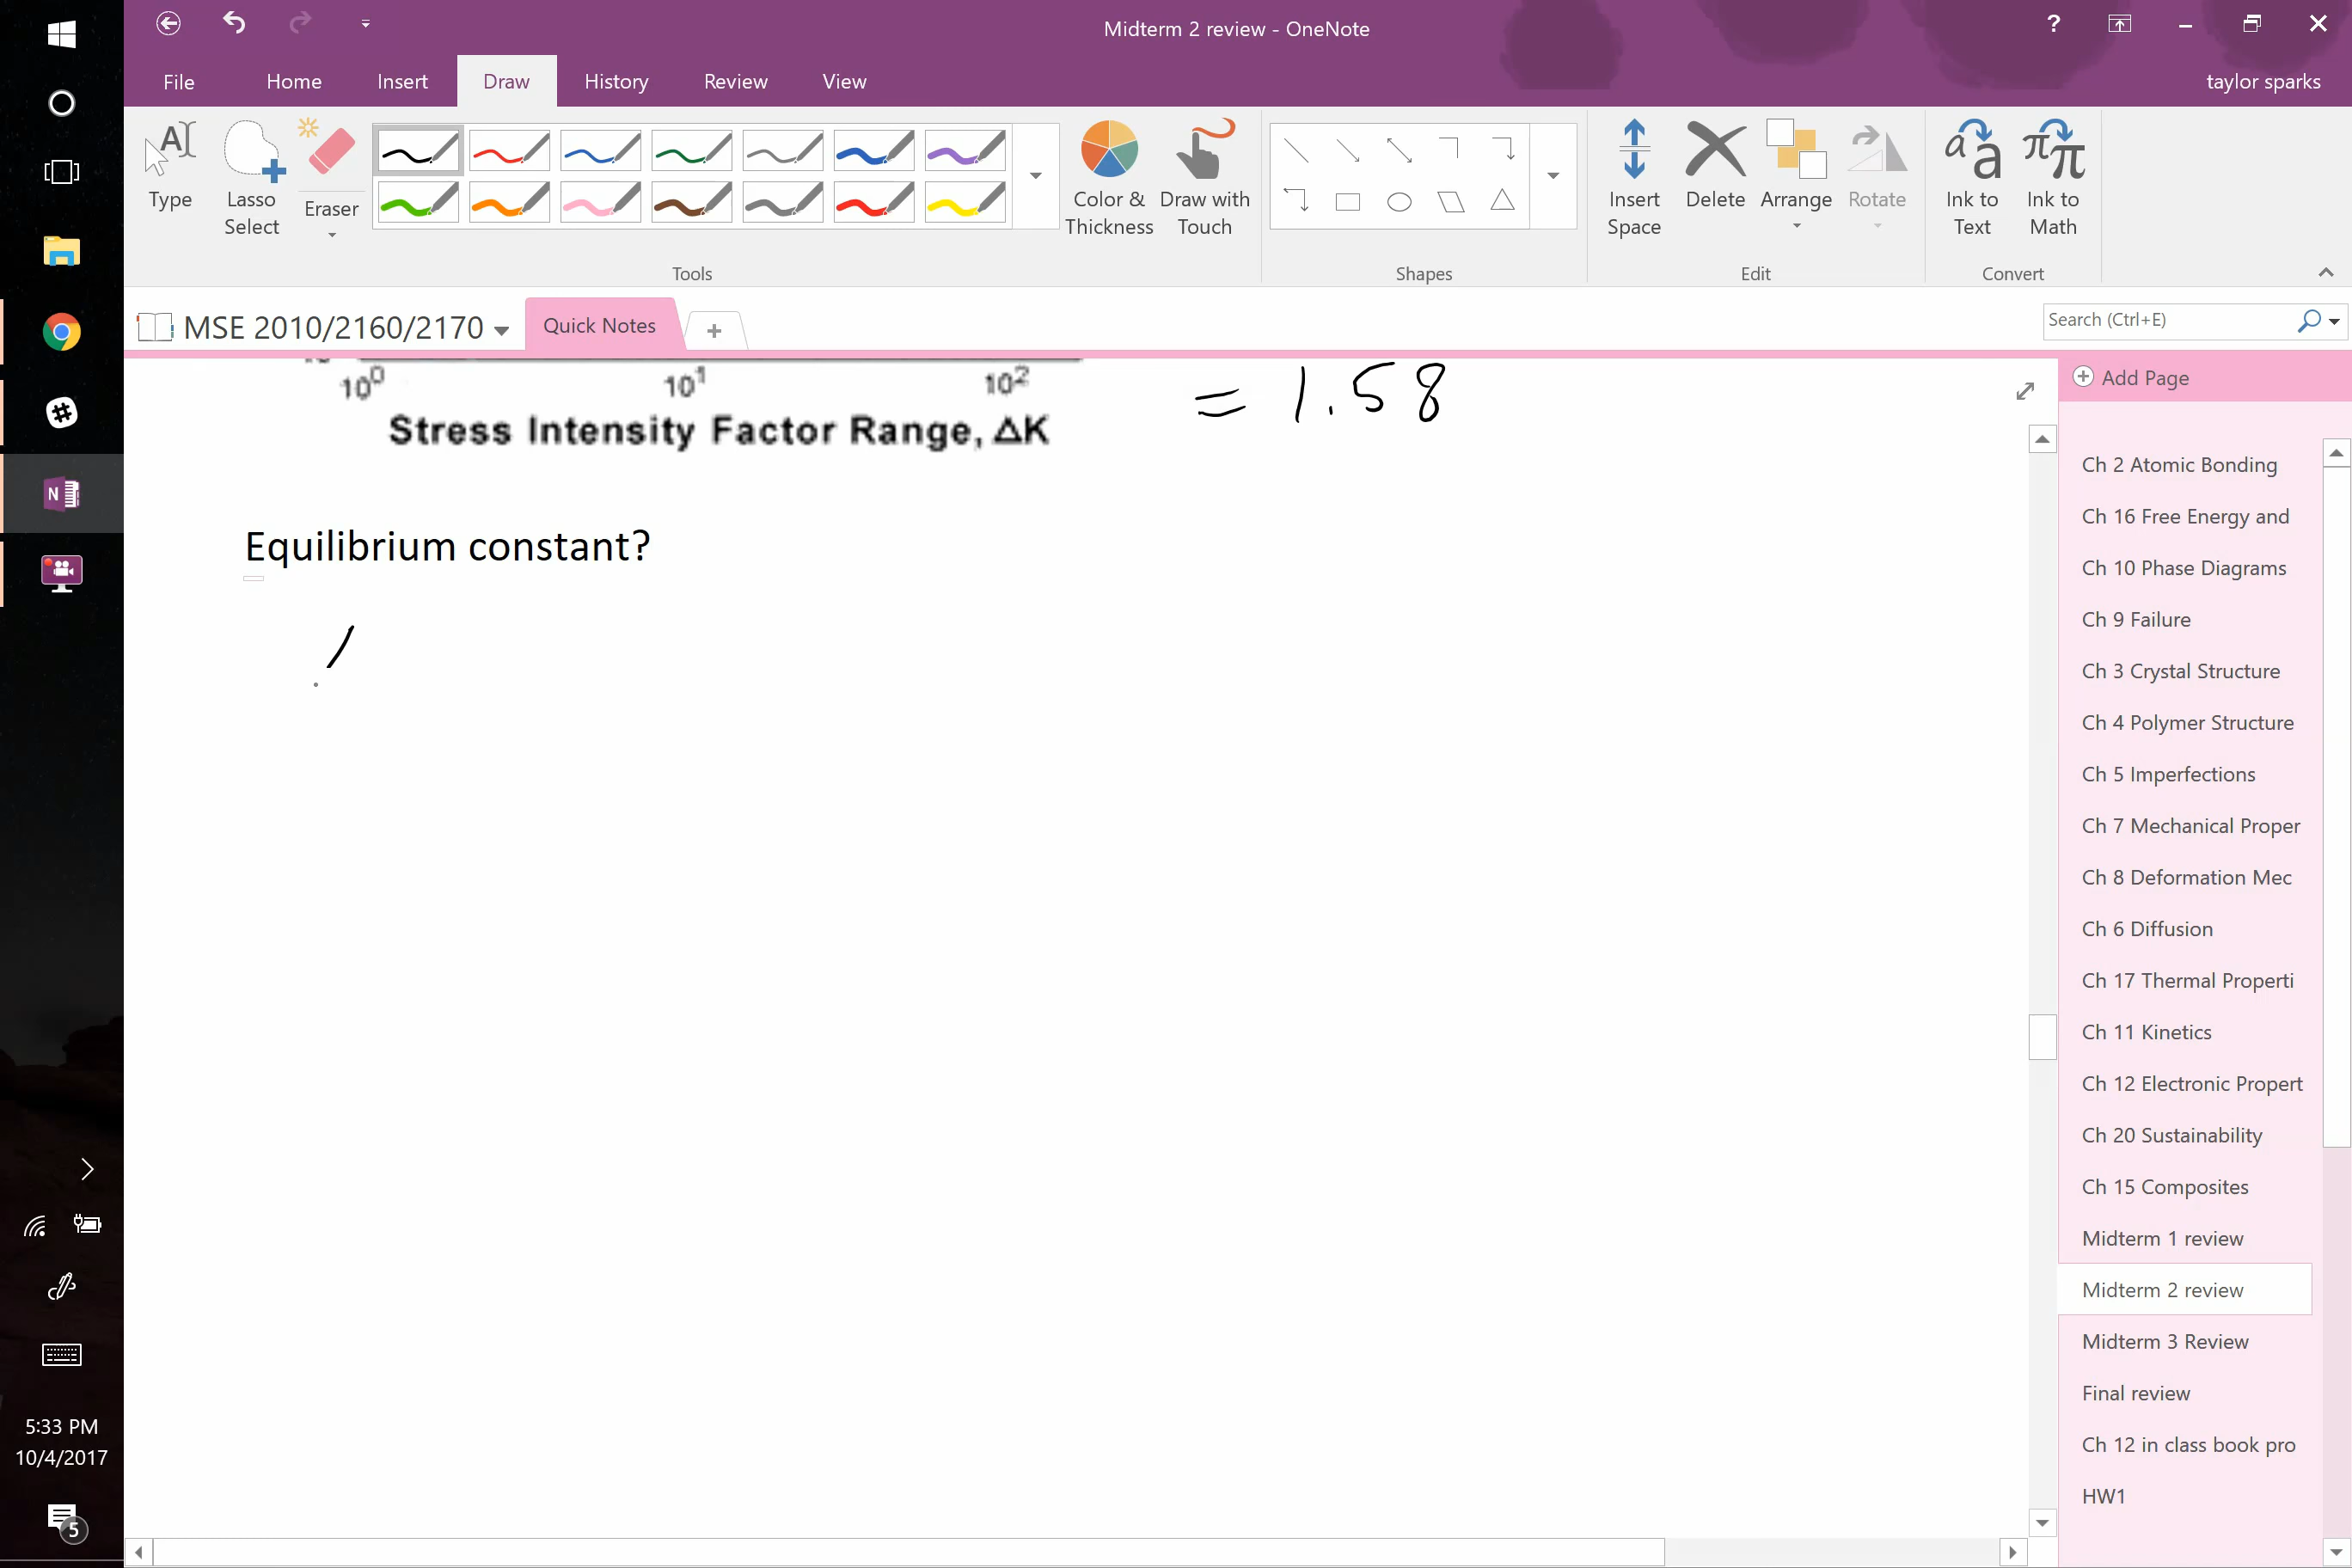 Midterm 2 review - OneNote
?
File Home Insert Draw History Review View
taylor sparks
Type
Lasso Select
Eraser
Color & Thickness
Draw with Touch
Insert Space
Delete
Arrange
Rotate
Ink to Text
Ink to Math
Tools
Shapes
Edit
Convert
MSE 2010/2160/2170
Quick Notes
Search (Ctrl+E)
10⁰ 10¹ 10²
Stress Intensity Factor Range, ΔK
= 1.58
Equilibrium constant?
Add Page
Ch 2 Atomic Bonding
Ch 16 Free Energy and
Ch 10 Phase Diagrams
Ch 9 Failure
Ch 3 Crystal Structure
Ch 4 Polymer Structure
Ch 5 Imperfections
Ch 7 Mechanical Proper
Ch 8 Deformation Mec
Ch 6 Diffusion
Ch 17 Thermal Properti
Ch 11 Kinetics
Ch 12 Electronic Propert
Ch 20 Sustainability
Ch 15 Composites
Midterm 1 review
Midterm 2 review
Midterm 3 Review
Final review
Ch 12 in class book pro
HW1
5:33 PM
10/4/2017
5